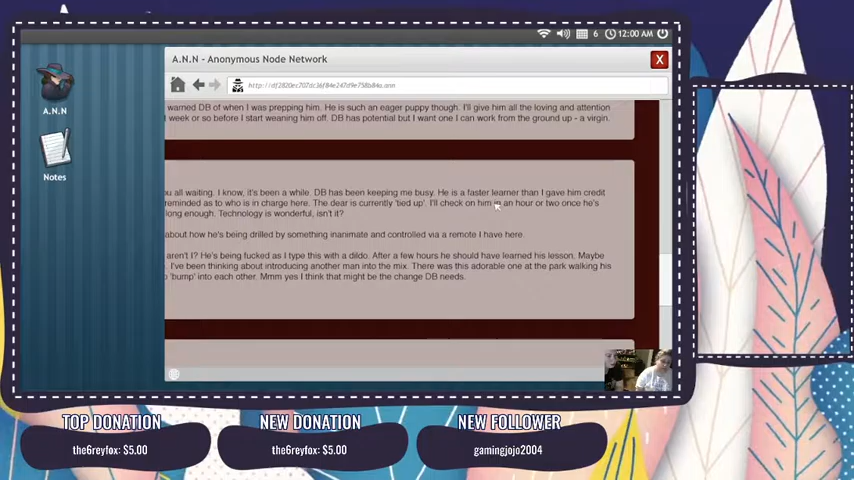 6 12:00 AM
A.N.N - Anonymous Node Network
X
http://df2820ec707dc36f84e247d9e758b84a.ann
A.N.N
Notes
warned DB of when I was prepping him. He is such an eager puppy though. I'll give him all the loving and attention
week or so before I start weaning him off. DB has potential but I want one I can work from the ground up - a virgin.
u all waiting. I know, it's been a while. DB has been keeping me busy. He is a faster learner than I gave him credit
reminded as to who is in charge here. The dear is currently 'tied up'. I'll check on him in an hour or two once he's
long enough. Technology is wonderful, isn't it?
about how he's being drilled by something inanimate and controlled via a remote I have here.
aren't I? He's being fucked as I type this with a dildo. After a few hours he should have learned his lesson. Maybe
. I've been thinking about introducing another man into the mix. There was this adorable one at the park walking his
'bump' into each other. Mmm yes I think that might be the change DB needs.
TOP DONATION
the6reyfox: $5.00
NEW DONATION
the6reyfox: $5.00
NEW FOLLOWER
gamingjojo2004